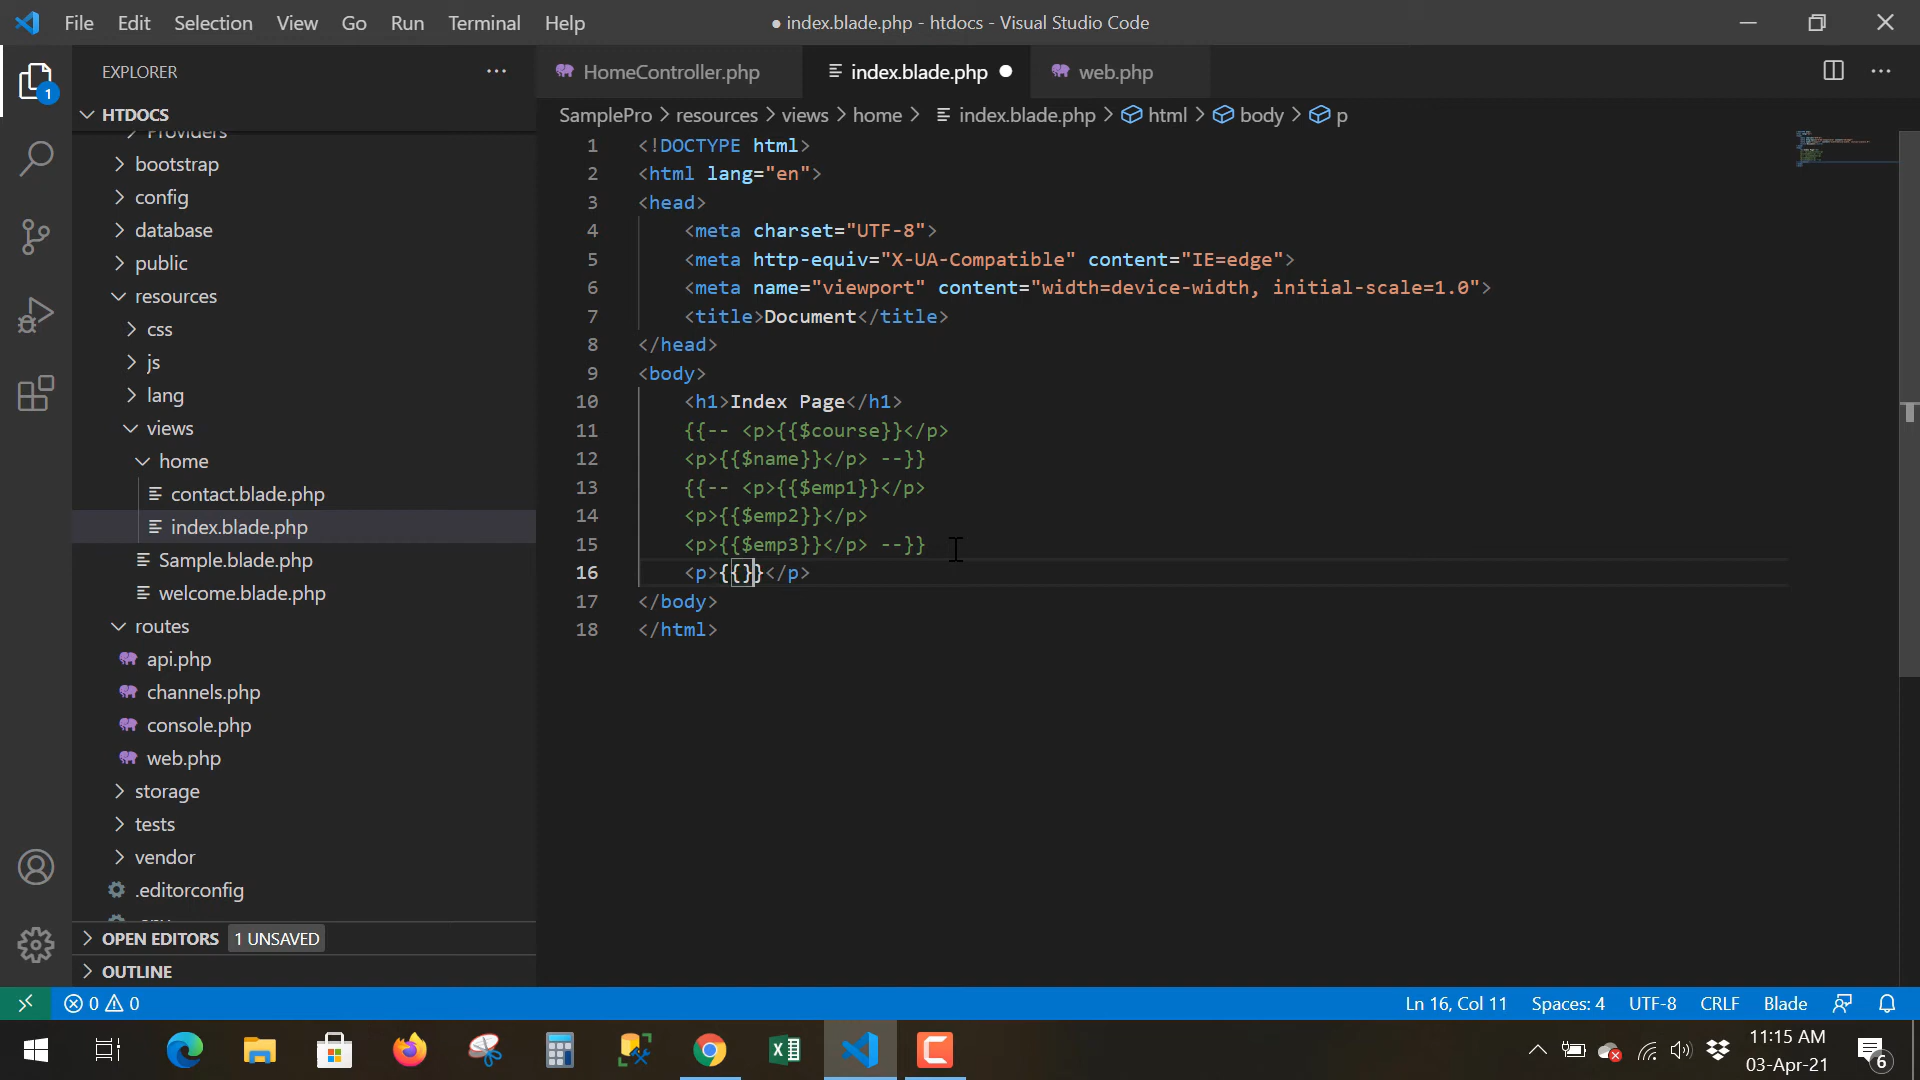 File Edit Selection View Go Run Terminal Help
● index.blade.php - htdocs - Visual Studio Code
EXPLORER
HomeController.php
index.blade.php
web.php
1
HTDOCS
SamplePro > resources > views > home > index.blade.php > html > body > p
Providers
bootstrap
config
database
public
resources
css
js
lang
views
home
contact.blade.php
index.blade.php
Sample.blade.php
welcome.blade.php
routes
api.php
channels.php
console.php
web.php
storage
tests
vendor
.editorconfig
OPEN EDITORS 1 UNSAVED
OUTLINE
1 <!DOCTYPE html>
2 <html lang="en">
3 <head>
4 <meta charset="UTF-8">
5 <meta http-equiv="X-UA-Compatible" content="IE=edge">
6 <meta name="viewport" content="width=device-width, initial-scale=1.0">
7 <title>Document</title>
8 </head>
9 <body>
10 <h1>Index Page</h1>
11 {{-- <p>{{$course}}</p>
12 <p>{{$name}}</p> --}}
13 {{-- <p>{{$emp1}}</p>
14 <p>{{$emp2}}</p>
15 <p>{{$emp3}}</p> --}}
16 <p>{{}}</p>
17 </body>
18 </html>
0 0
Ln 16, Col 11 Spaces: 4 UTF-8 CRLF Blade
11:15 AM
03-Apr-21
6